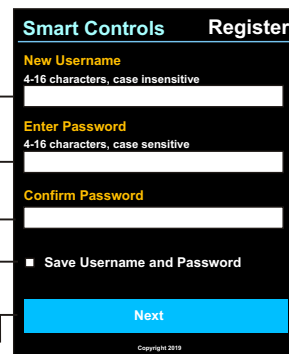 Smart Controls Register
New Username
4-16 characters, case insensitive
Enter Password
4-16 characters, case sensitive
Confirm Password
Save Username and Password
Next
Copyright 2019